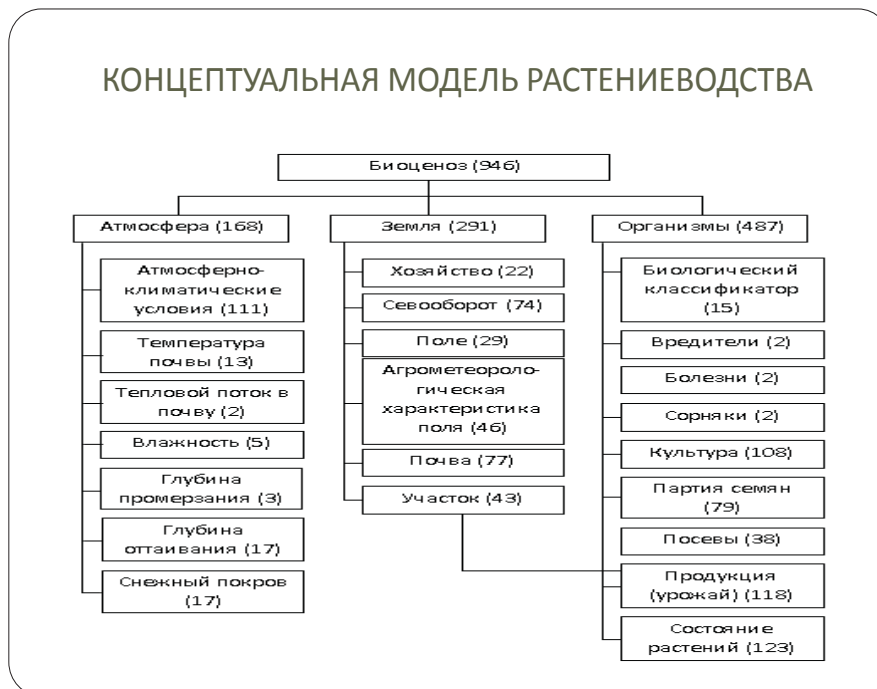 КОНЦЕПТУАЛЬНАЯ МОДЕЛЬ РАСТЕНИЕВОДСТВА
Биоценоз (946)
Атмосфера (168)
Атмосферно-
климатические
условия (111)
Температура
почвы (13)
Тепловой поток в
почву (2)
Влажность (5)
Глубина
промерзания (3)
Глубина
оттаивания (17)
Снежный покров
(17)
Земля (291)
Хозяйство (22)
Севооборот (74)
Поле (29)
Агрометеороло-
гическая
характеристика
поля (46)
Почва (77)
Участок (43)
Организмы (487)
Биологический
классификатор
(15)
Вредители (2)
Болезни (2)
Сорняки (2)
Культура (108)
Партия семян
(79)
Посевы (38)
Продукция
(урожай) (118)
Состояние
растений (123)